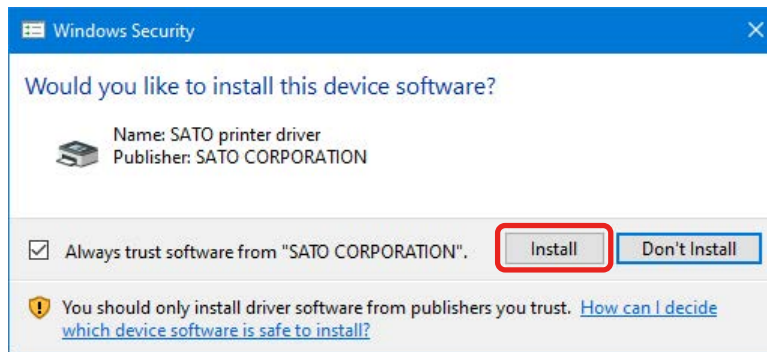 Windows Security
Would you like to install this device software?
Name: SATO printer driver
Publisher: SATO CORPORATION
Always trust software from "SATO CORPORATION".
Install
Don't Install
You should only install driver software from publishers you trust. How can I decide
which device software is safe to install?